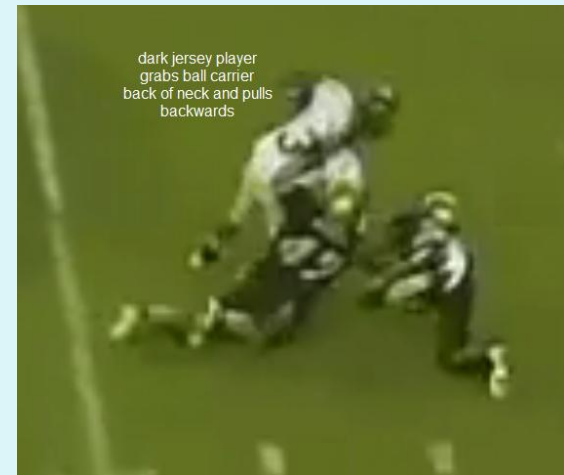 dark jersey player
grabs ball carrier
back of neck and pulls
backwards